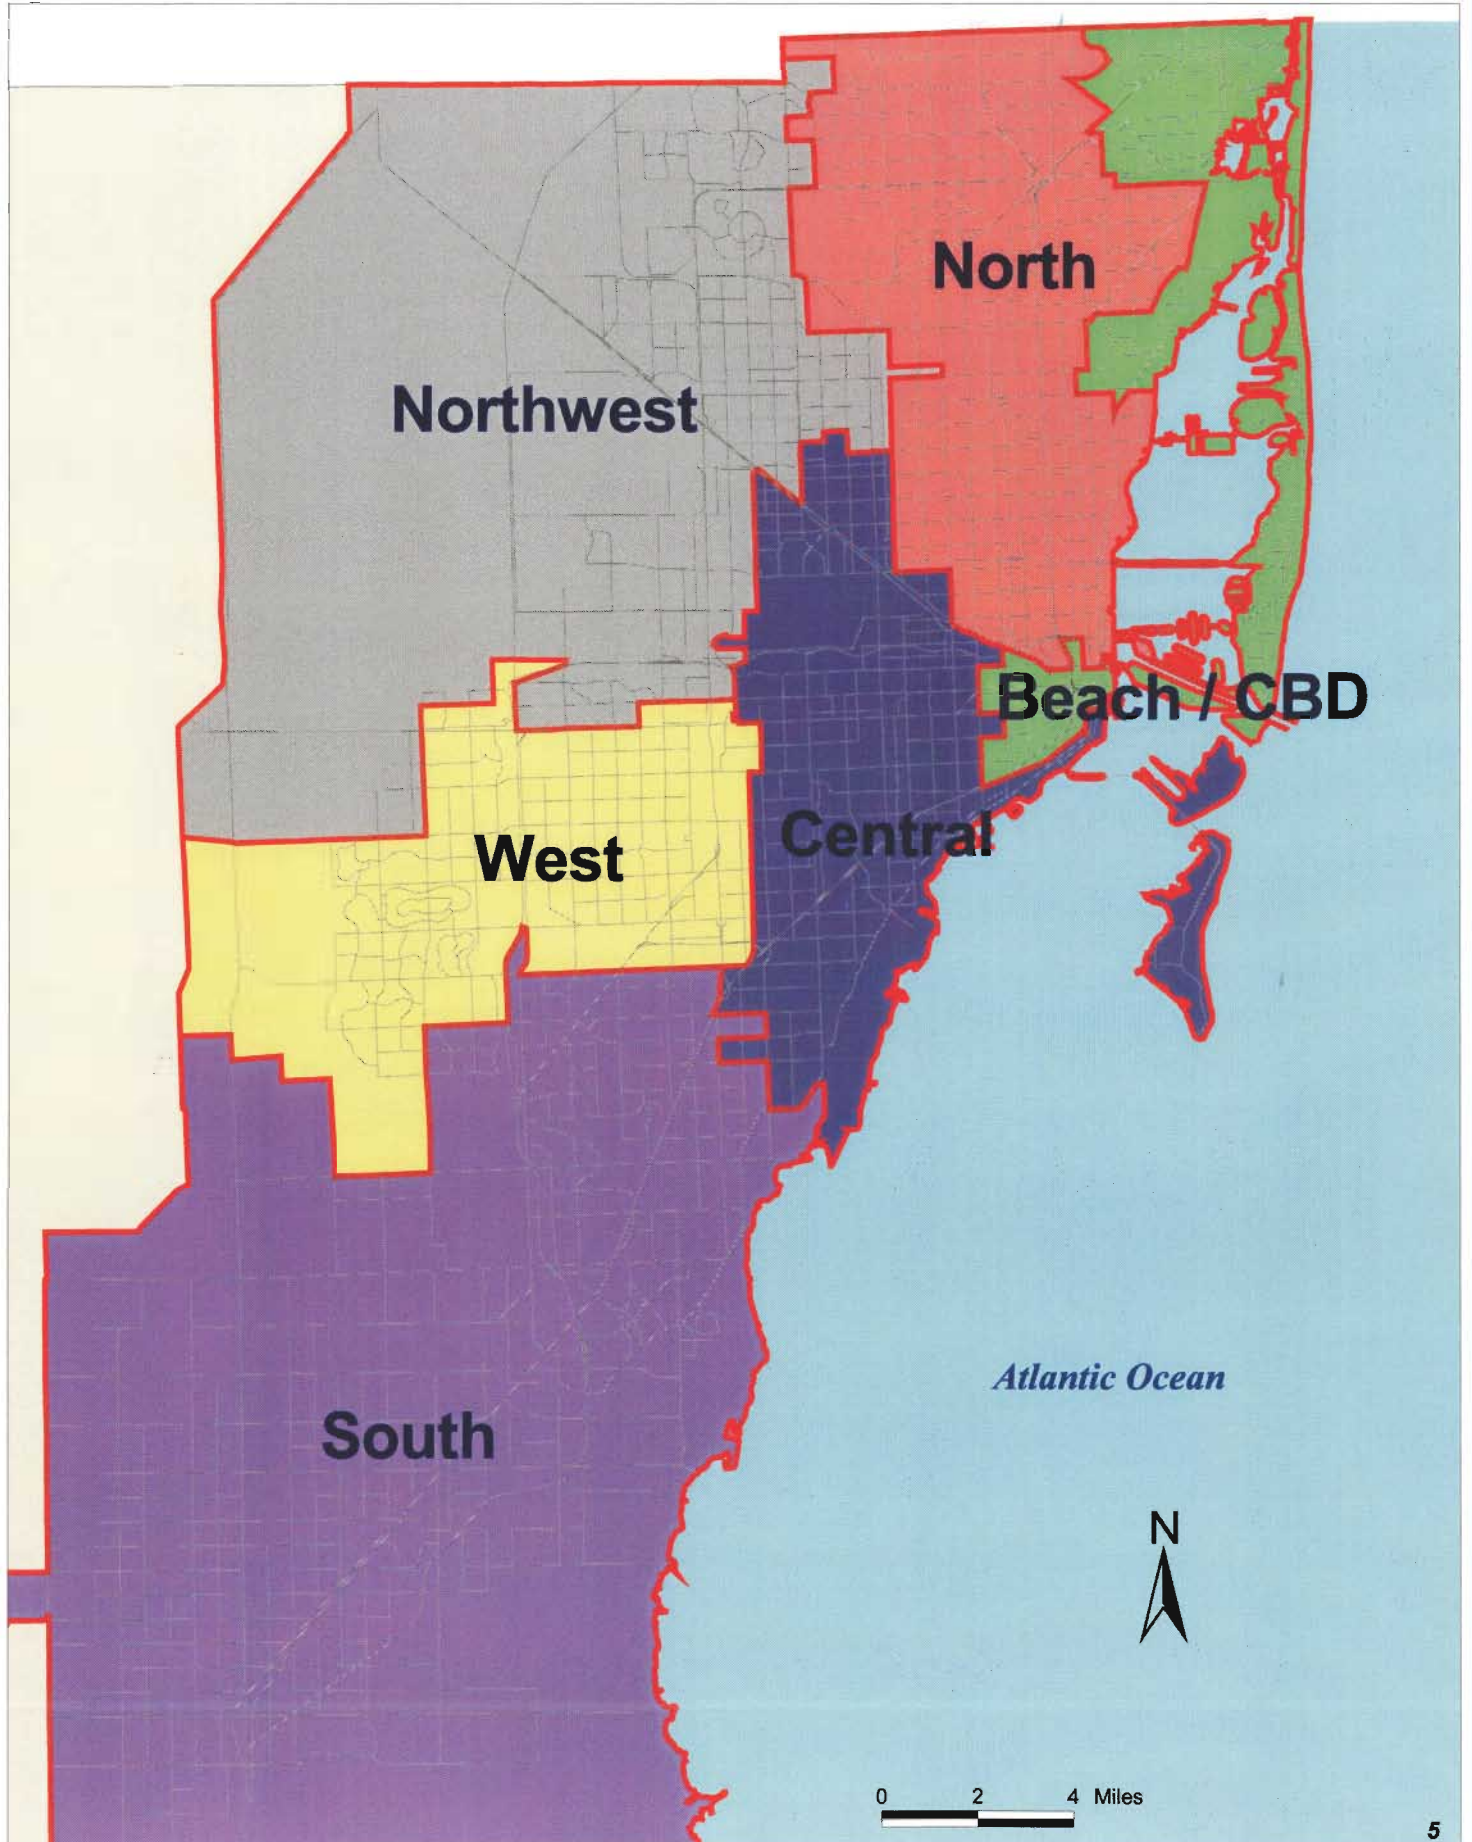 North
Northwest
Beach / CBD
Central
West
Atlantic Ocean
South
N
0 2 4 Miles
5